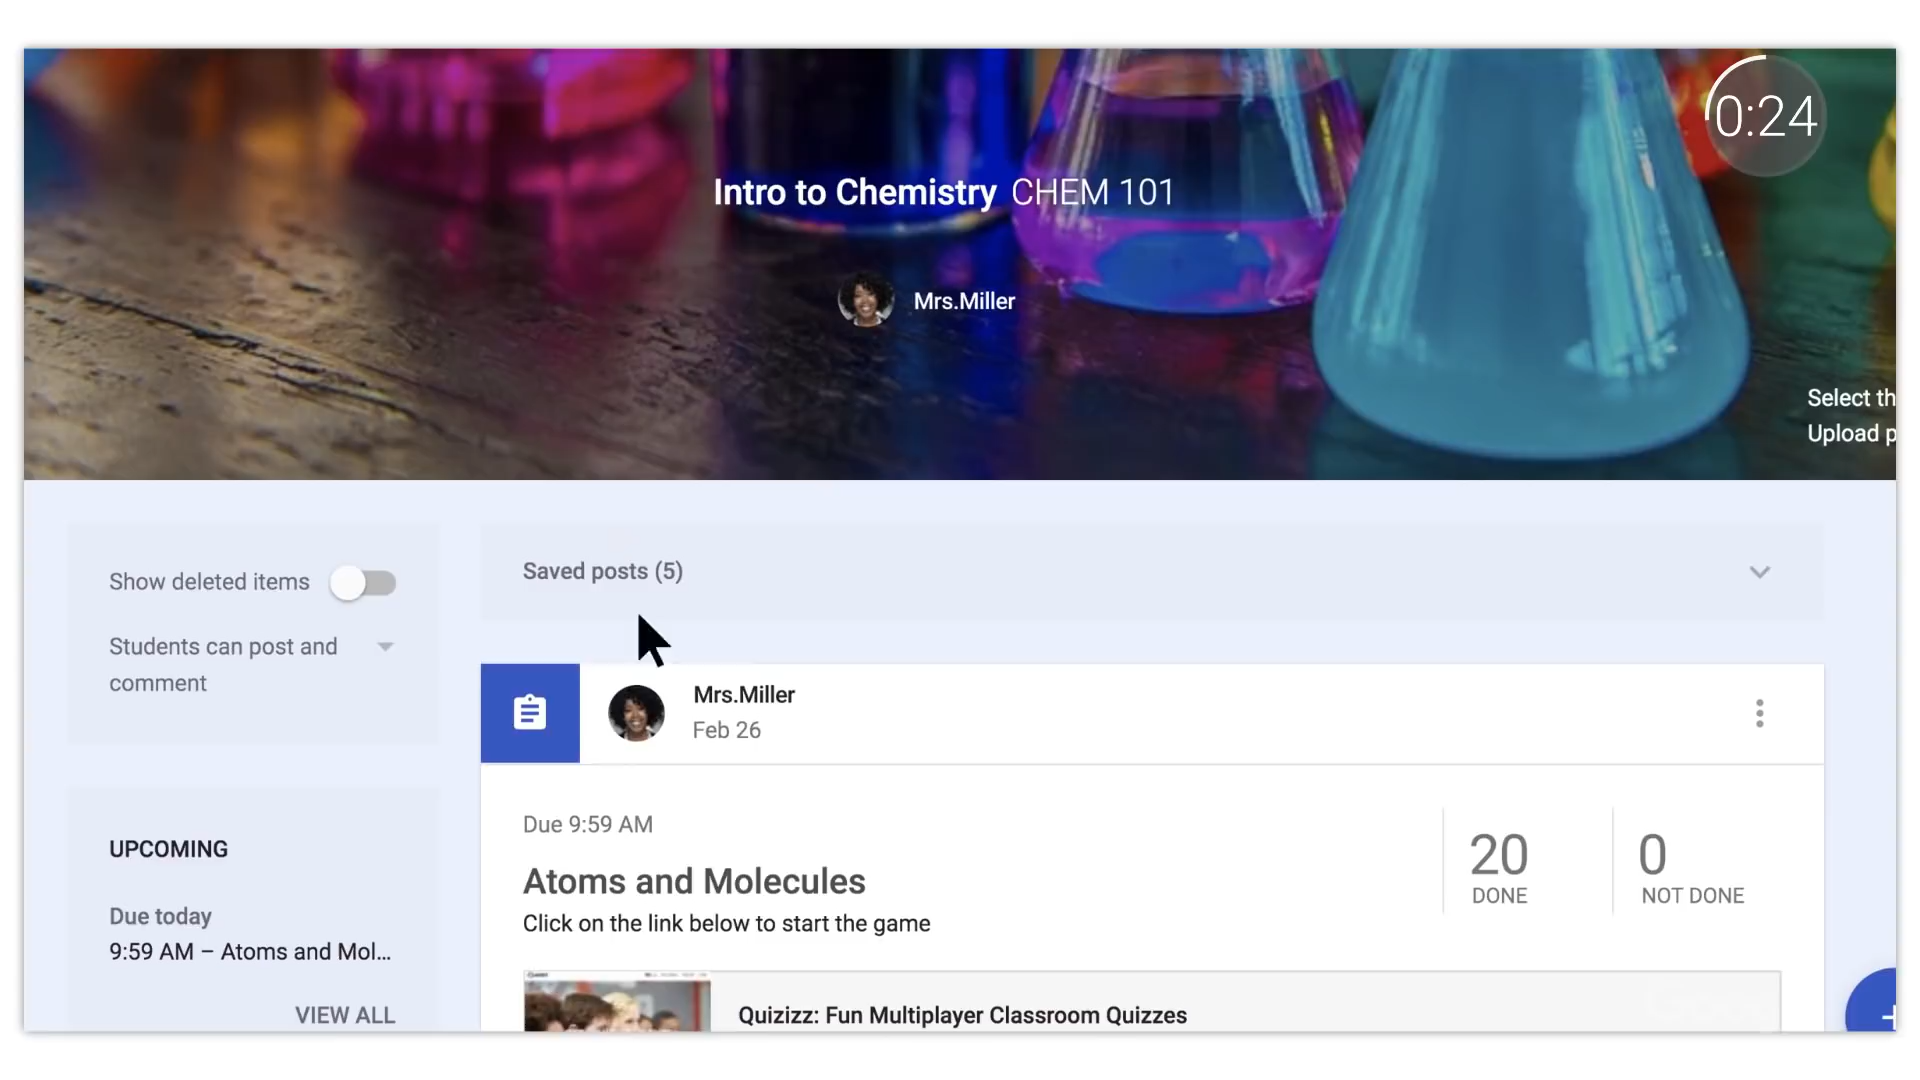 0:24
Intro to Chemistry CHEM 101
Mrs.Miller
Select th
Upload p
Show deleted items
Students can post and
comment
Saved posts (5)
Mrs.Miller
Feb 26
UPCOMING
Due today
9:59 AM – Atoms and Mol...
VIEW ALL
Due 9:59 AM
Atoms and Molecules
Click on the link below to start the game
20
DONE
0
NOT DONE
Quizizz: Fun Multiplayer Classroom Quizzes